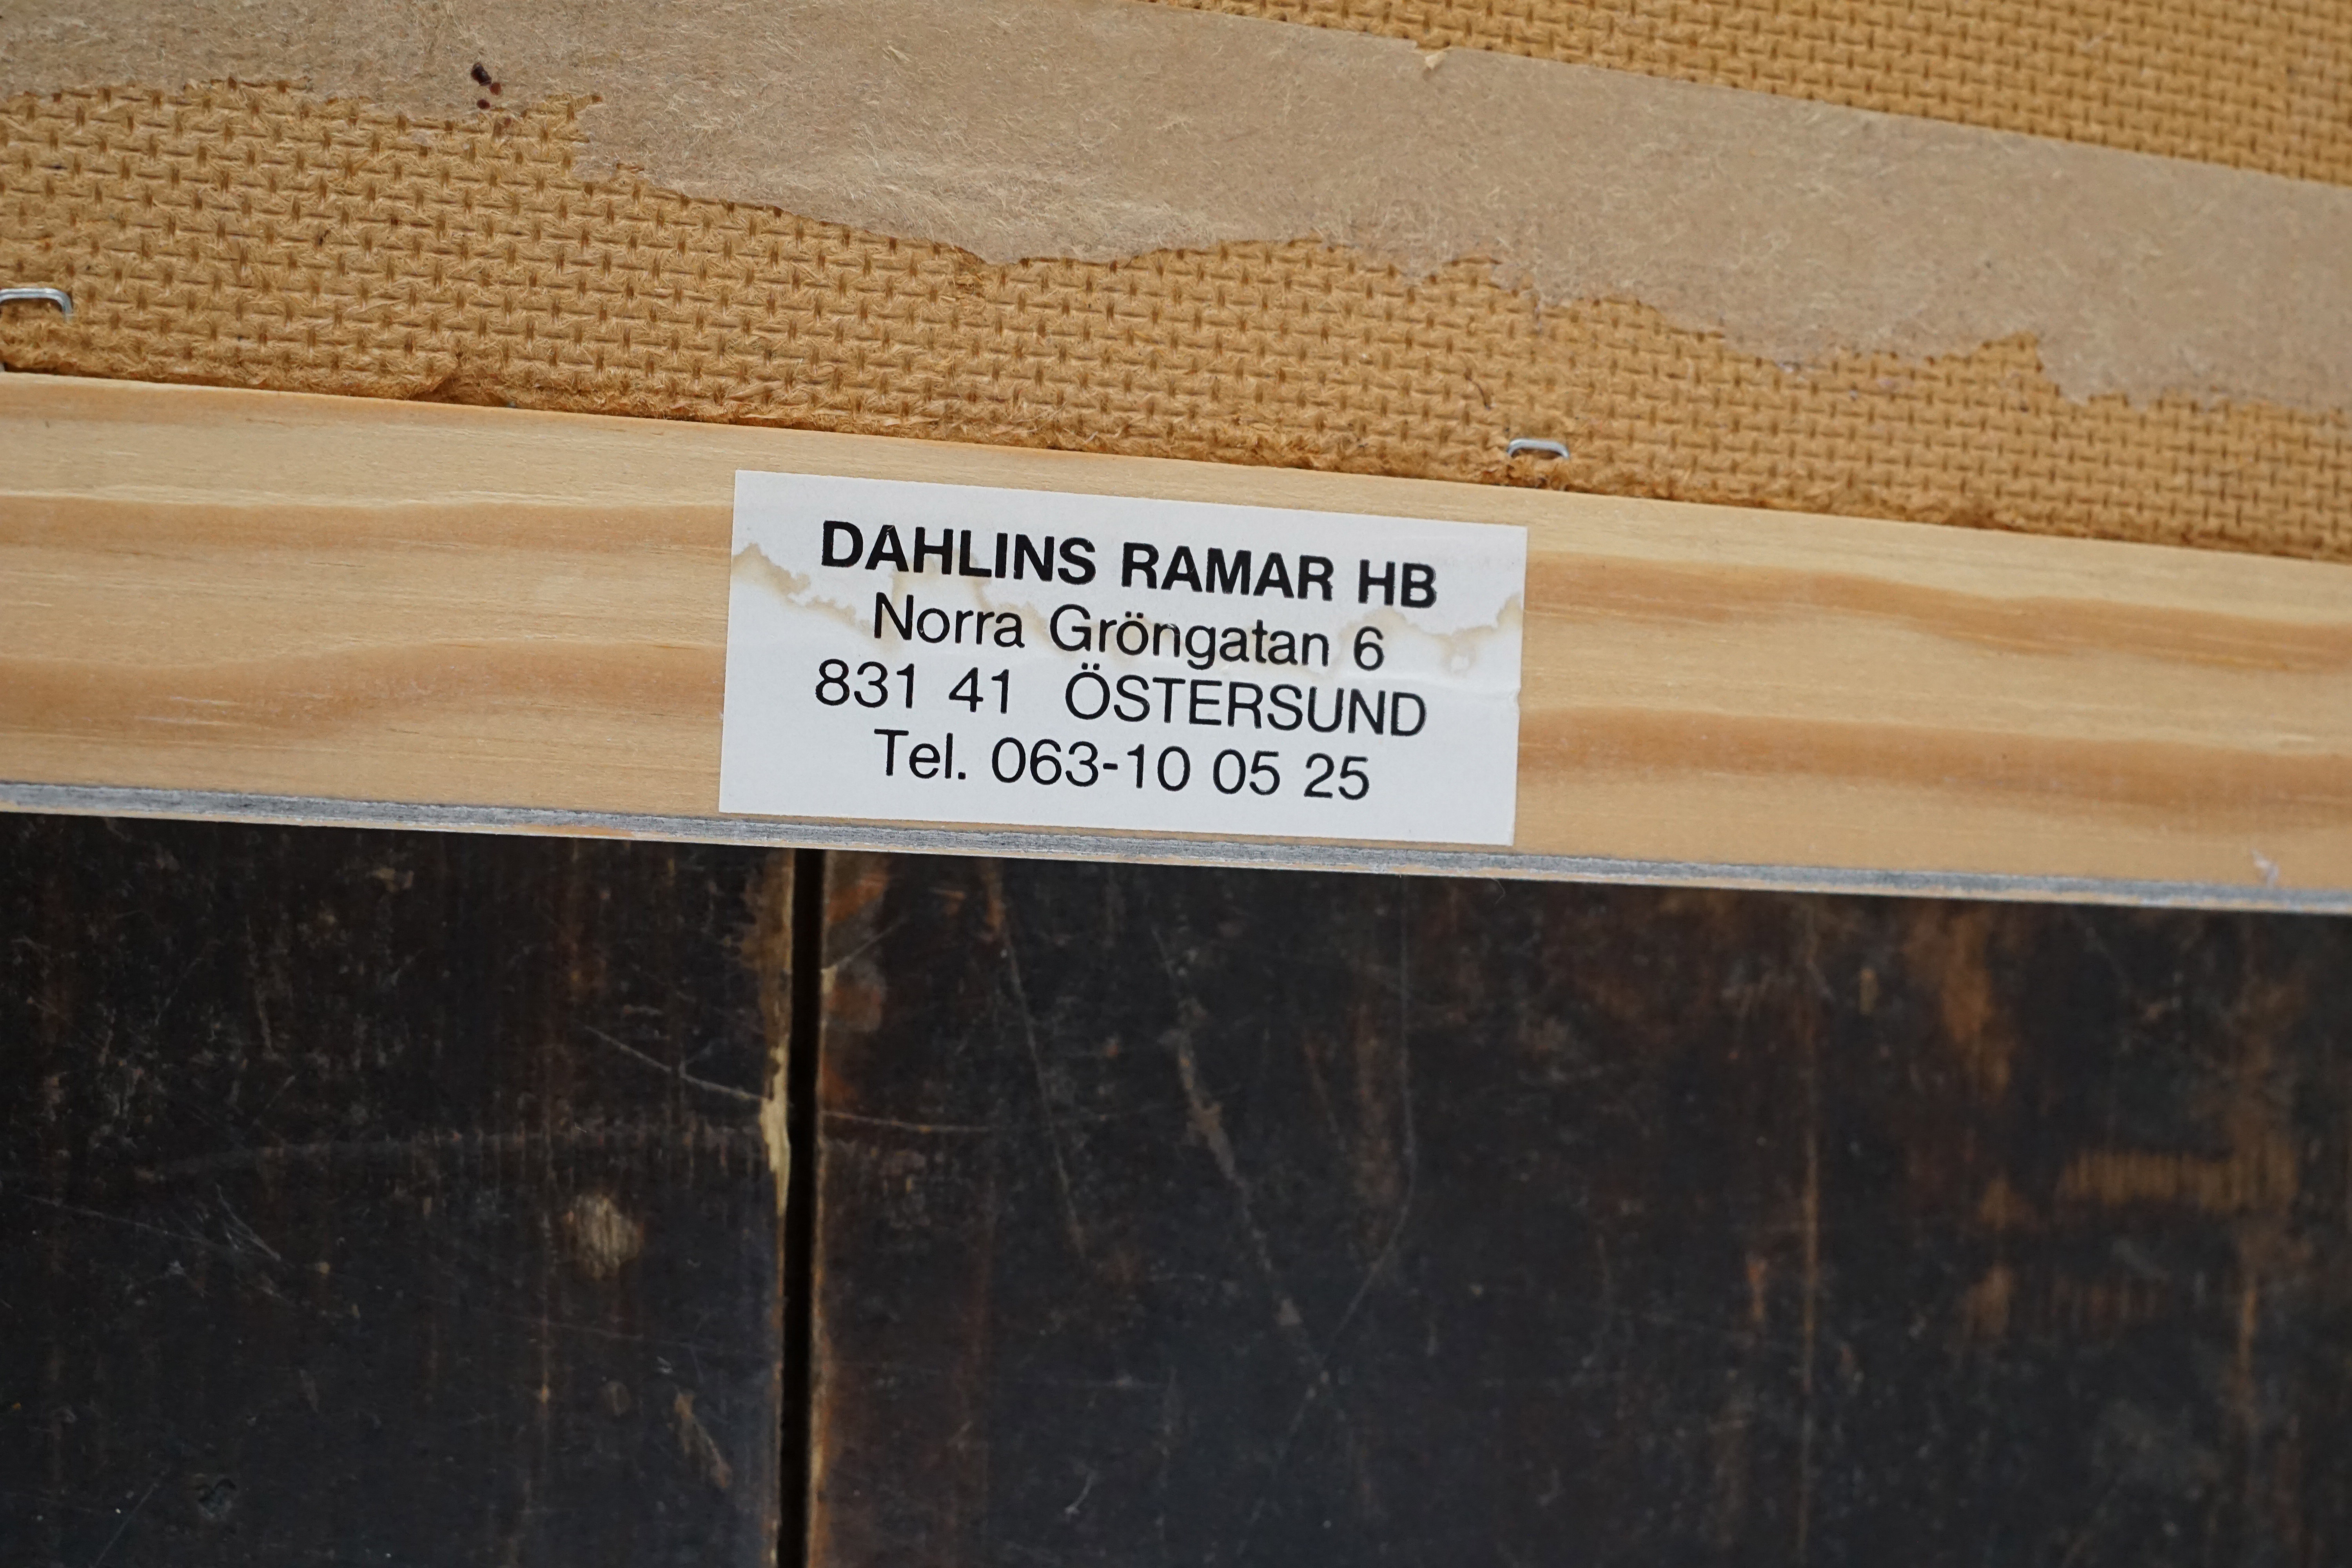 DAHLINS RAMAR HB
Norra Gröngatan 6
831 41 ÖSTERSUND
Tel. 063-10 05 25